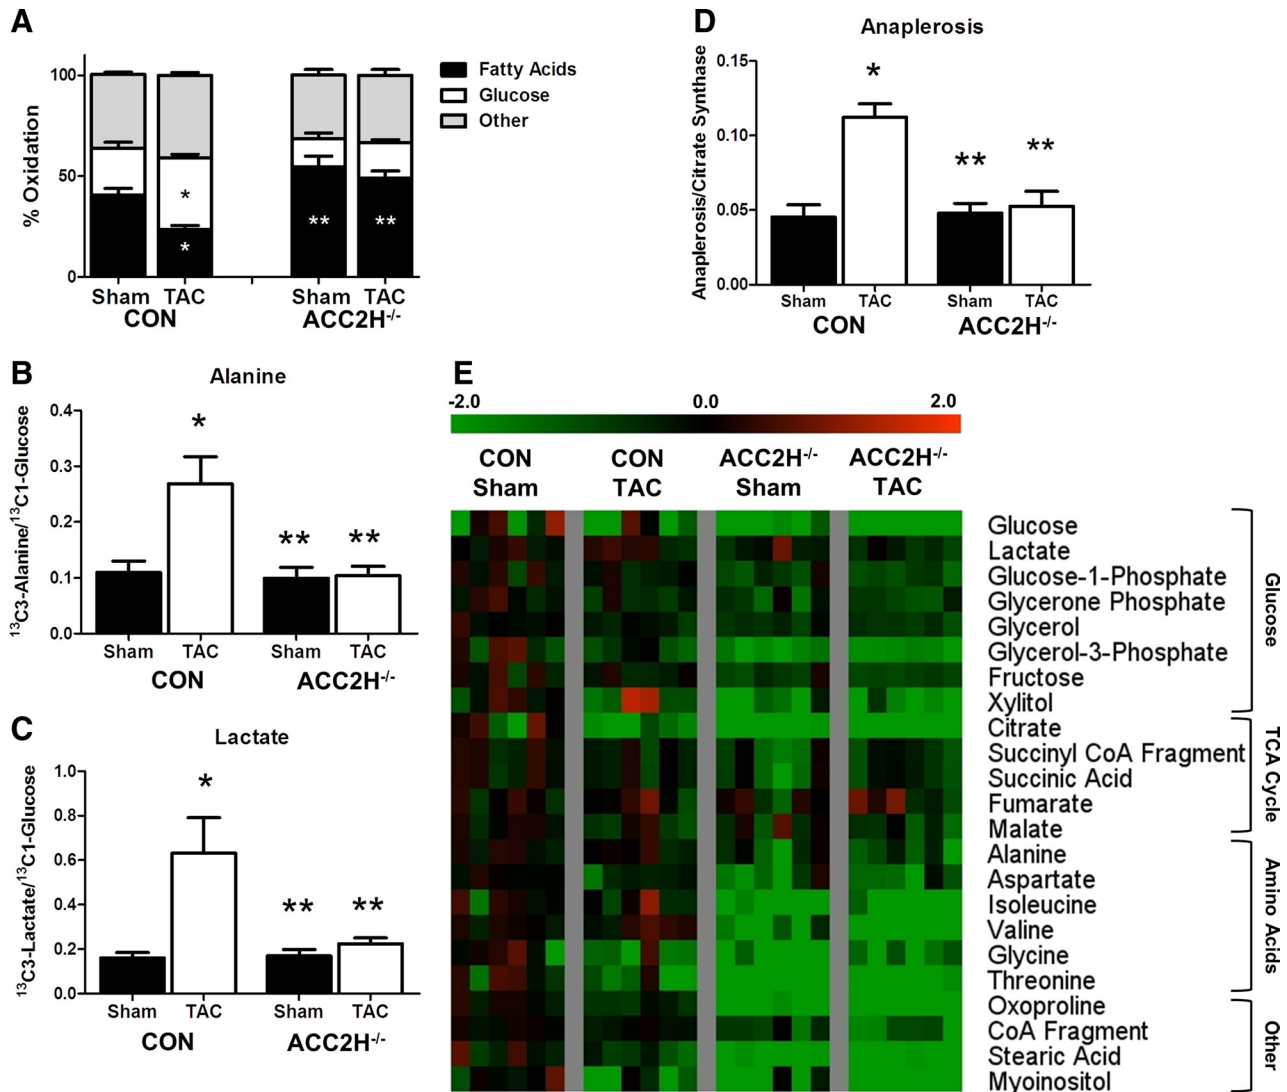 A
% Oxidation
100
50
0
*
*
**
**
Sham TAC
CON
Sham TAC
ACC2H-/-
Fatty Acids
Glucose
Other
D
Anaplerosis
Anaplerosis/Citrate Synthase
0.15
0.10
0.05
0.00
*
**
**
Sham TAC Sham TAC
CON ACC2H-/-
B
Alanine
13C3-Alanine/13C1-Glucose
0.4
0.3
0.2
0.1
0.0
*
**
**
Sham TAC Sham TAC
CON ACC2H-/-
C
Lactate
13C3-Lactate/13C1-Glucose
1.0
0.8
0.6
0.4
0.2
0.0
*
**
**
Sham TAC Sham TAC
CON ACC2H-/-
E
-2.0 0.0 2.0
CON CON ACC2H-/- ACC2H-/-
Sham TAC Sham TAC
Glucose
Lactate
Glucose-1-Phosphate
Glycerone Phosphate
Glycerol
Glycerol-3-Phosphate
Fructose
Xylitol
Citrate
Succinyl CoA Fragment
Succinic Acid
Fumarate
Malate
Alanine
Aspartate
Isoleucine
Valine
Glycine
Threonine
Oxoproline
CoA Fragment
Stearic Acid
Myoinositol
Glucose
TCA Cycle
Amino Acids
Other